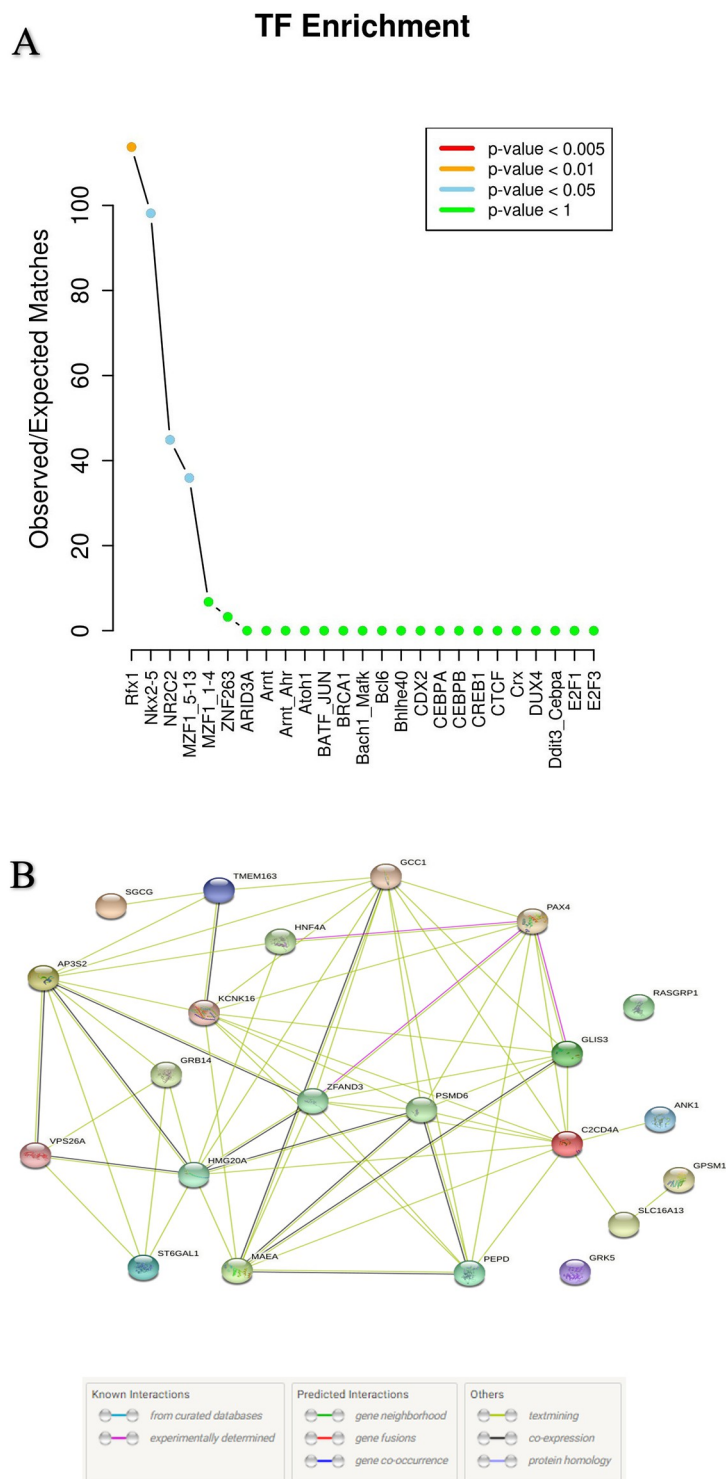 TF Enrichment
A
p-value < 0.005
p-value < 0.01
p-value < 0.05
p-value < 1
Observed/Expected Matches
100
80
60
40
20
0
Rfx1
Nkx2-5
NR2C2
MZF1_5-13
MZF1_1-4
ZNF263
ARID3A
Arnt
Arnt_Ahr
Atoh1
BATF_JUN
BRCA1
Bach1_Mafk
Bcl6
Bhlhe40
CDX2
CEBPA
CEBPB
CREB1
CTCF
Crx
DUX4
Ddit3_Cebpa
E2F1
E2F3
B
GCC1
TMEM163
SGCG
PAX4
HNF4A
AP3S2
KCNK16
RASGRP1
GLIS3
GRB14
ZFAND3
PSMD6
ANK1
C2CD4A
VPS26A
HMG20A
GPSM1
SLC16A13
ST6GAL1
MAEA
PEPD
GRK5
Known Interactions
from curated databases
experimentally determined
Predicted Interactions
gene neighborhood
gene fusions
gene co-occurrence
Others
textmining
co-expression
protein homology